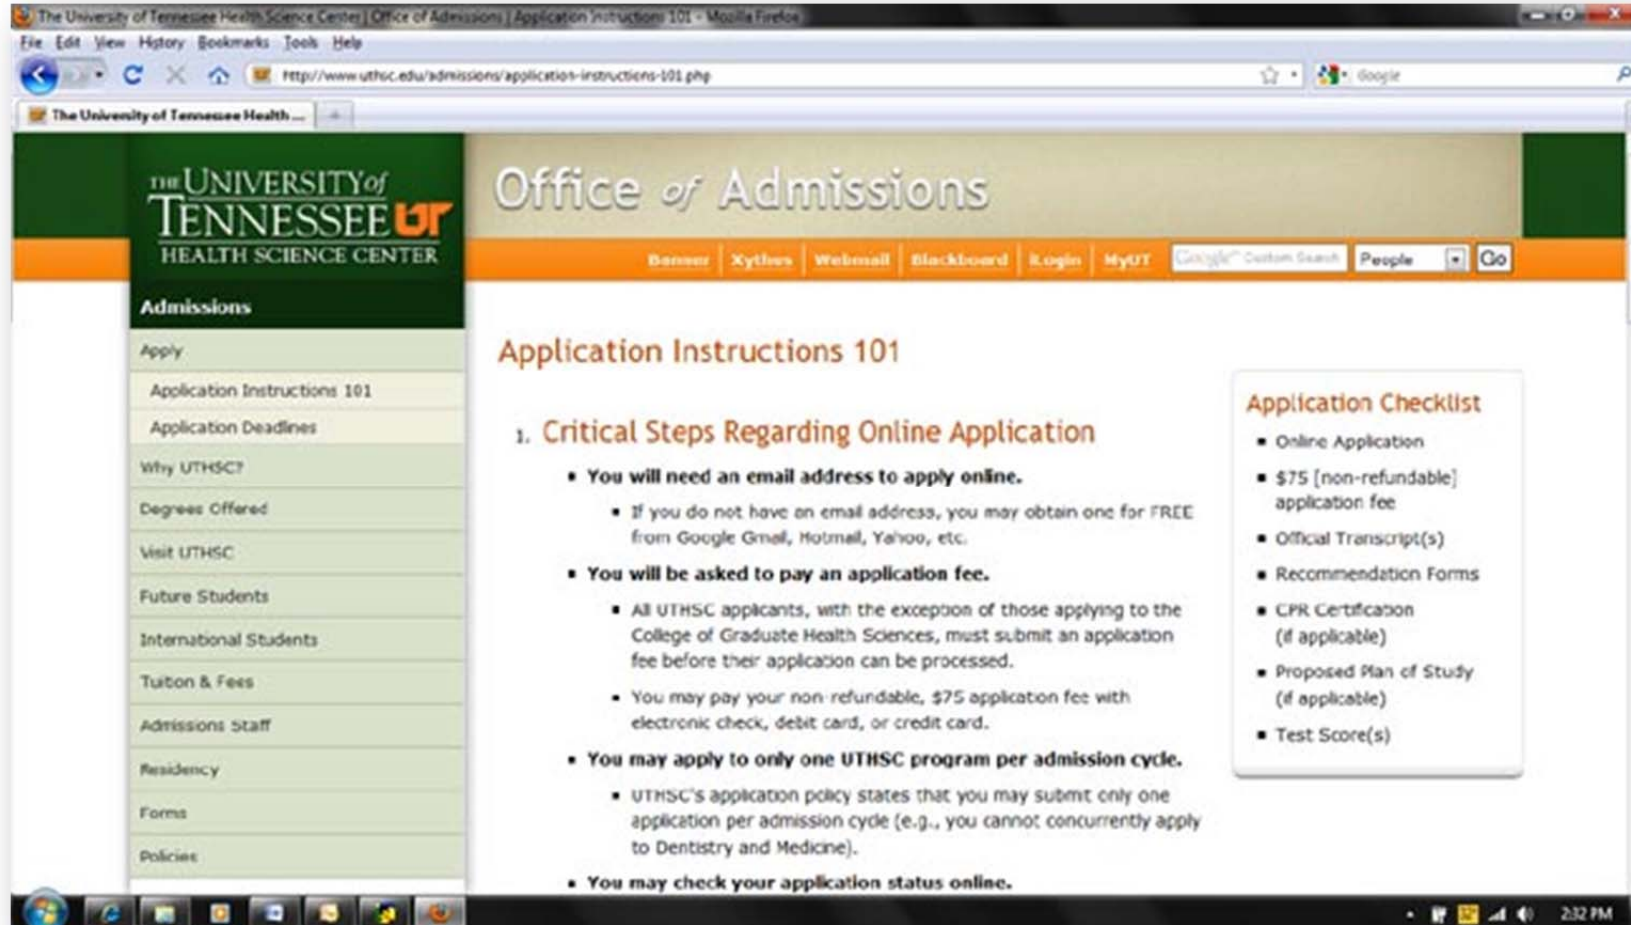 The University of Tennessee Health Science Center | Office of Admissions | Application Instructions 101 - Mozilla Firefox
File Edit View History Bookmarks Tools Help
http://www.uthsc.edu/admissions/application-instructions-101.php
Google
The University of Tennessee Health ...
THE UNIVERSITY of
TENNESSEE UT
HEALTH SCIENCE CENTER
Office of Admissions
Banner Xythos Webmail Blackboard iLogin MyUT Google™ Custom Search People Go
Admissions
Apply
Application Instructions 101
Application Deadlines
Why UTHSC?
Degrees Offered
Visit UTHSC
Future Students
International Students
Tuition & Fees
Admissions Staff
Residency
Forms
Policies
Application Instructions 101
1. Critical Steps Regarding Online Application
▪ You will need an email address to apply online.
▪ If you do not have an email address, you may obtain one for FREE
from Google Gmail, Hotmail, Yahoo, etc.
▪ You will be asked to pay an application fee.
▪ All UTHSC applicants, with the exception of those applying to the
College of Graduate Health Sciences, must submit an application
fee before their application can be processed.
▪ You may pay your non-refundable, $75 application fee with
electronic check, debit card, or credit card.
▪ You may apply to only one UTHSC program per admission cycle.
▪ UTHSC's application policy states that you may submit only one
application per admission cycle (e.g., you cannot concurrently apply
to Dentistry and Medicine).
▪ You may check your application status online.
Application Checklist
▪ Online Application
▪ $75 [non-refundable]
application fee
▪ Official Transcript(s)
▪ Recommendation Forms
▪ CPR Certification
(if applicable)
▪ Proposed Plan of Study
(if applicable)
▪ Test Score(s)
2:32 PM